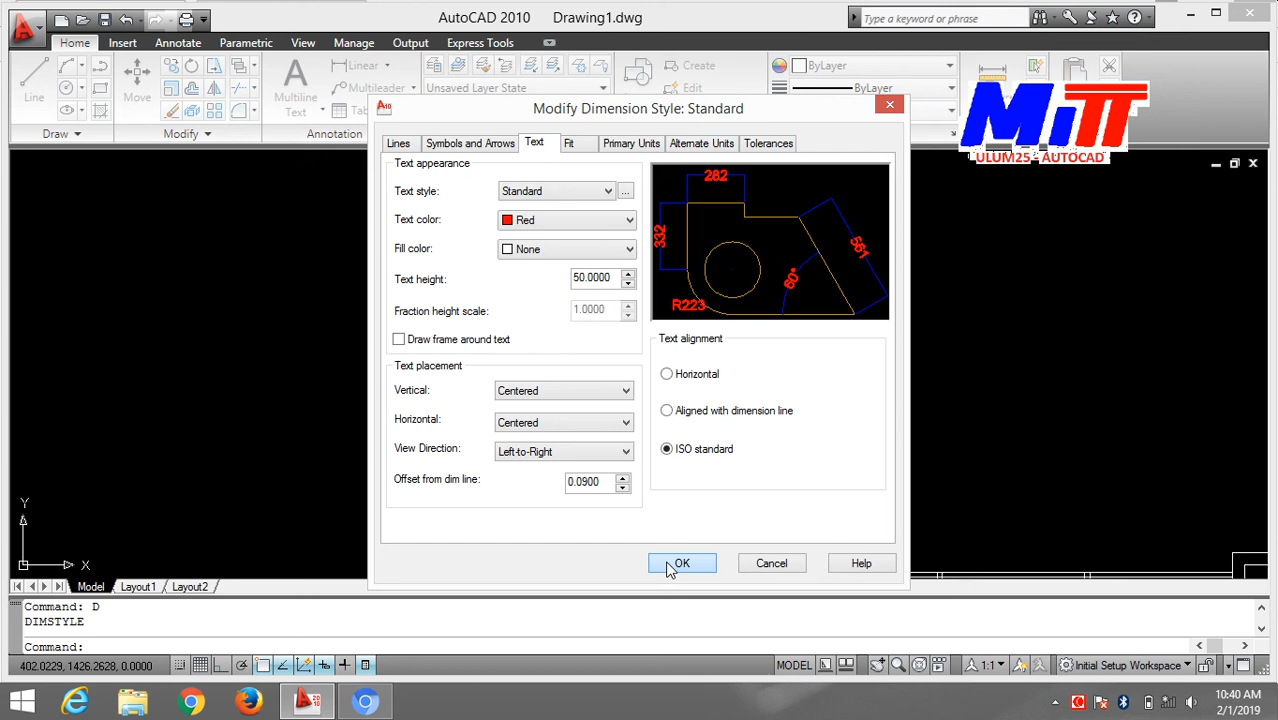 AutoCAD 2010 Drawing1.dwg
Type a keyword or phrase
Home Insert Annotate Parametric View Manage Output Express Tools
Line
Move
Multiline
Linear
Multileader
Unsaved Layer State
Create
Edit
ByLayer
ByLayer
Draw
Modify
Annotation
MiTT
ULUM25 - AUTOCAD
Modify Dimension Style: Standard
Lines Symbols and Arrows Text Fit Primary Units Alternate Units Tolerances
Text appearance
Text style: Standard ...
Text color: Red
Fill color: None
Text height: 50.0000
Fraction height scale: 1.0000
Draw frame around text
Text placement
Vertical: Centered
Horizontal: Centered
View Direction: Left-to-Right
Offset from dim line: 0.0900
282
332
561
60°
R223
Text alignment
Horizontal
Aligned with dimension line
ISO standard
OK Cancel Help
Y
X
Model Layout1 Layout2
Command: D
DIMSTYLE
Command:
402.0229, 1426.2628, 0.0000
MODEL
1:1
Initial Setup Workspace
10:40 AM
2/1/2019